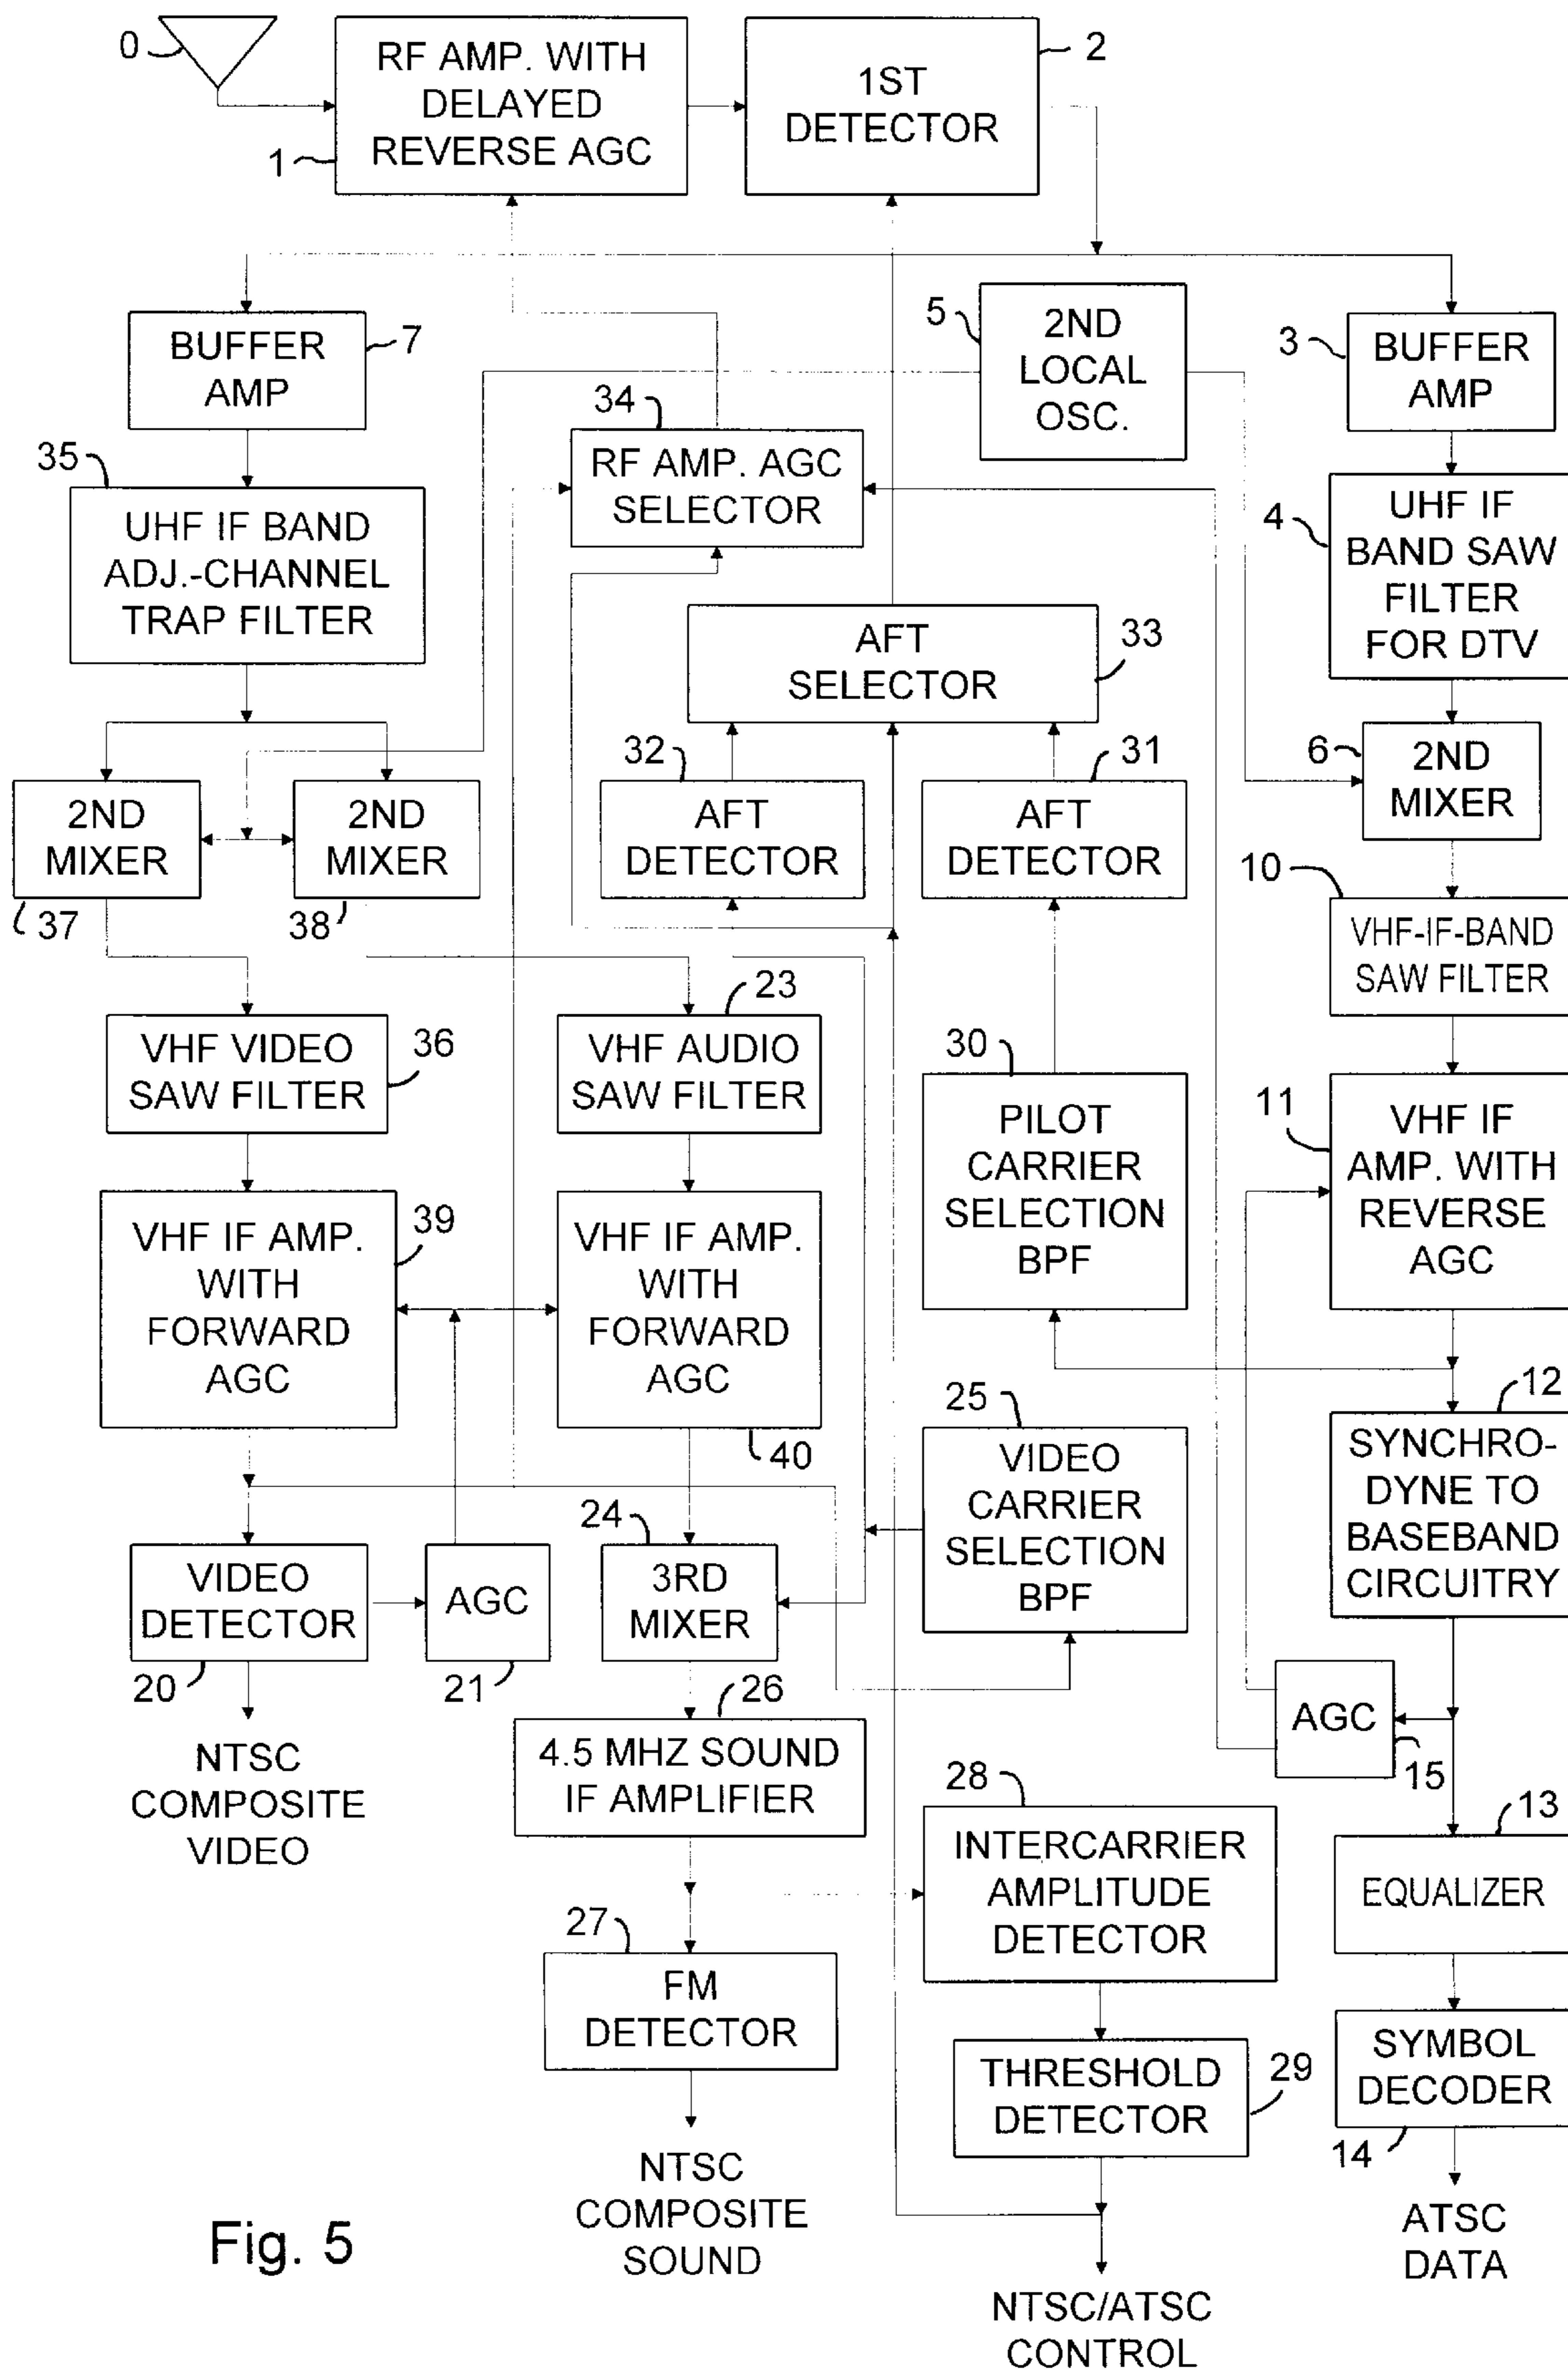 0
RF AMP. WITH
DELAYED
REVERSE AGC
1
1ST
DETECTOR
2
BUFFER
AMP
7
5
2ND
LOCAL
OSC.
3
BUFFER
AMP
34
RF AMP. AGC
SELECTOR
35
UHF IF BAND
ADJ.-CHANNEL
TRAP FILTER
4
UHF IF
BAND SAW
FILTER
FOR DTV
AFT
SELECTOR
33
2ND
MIXER
37
2ND
MIXER
38
32
AFT
DETECTOR
31
AFT
DETECTOR
6
2ND
MIXER
10
VHF-IF-BAND
SAW FILTER
VHF VIDEO
SAW FILTER
36
23
VHF AUDIO
SAW FILTER
30
PILOT
CARRIER
SELECTION
BPF
11
VHF IF
AMP. WITH
REVERSE
AGC
VHF IF AMP.
WITH
FORWARD
AGC
39
VHF IF AMP.
WITH
FORWARD
AGC
40
25
VIDEO
CARRIER
SELECTION
BPF
12
SYNCHRO-
DYNE TO
BASEBAND
CIRCUITRY
VIDEO
DETECTOR
20
AGC
21
24
3RD
MIXER
26
4.5 MHZ SOUND
IF AMPLIFIER
AGC
15
NTSC
COMPOSITE
VIDEO
28
INTERCARRIER
AMPLITUDE
DETECTOR
13
EQUALIZER
27
FM
DETECTOR
THRESHOLD
DETECTOR
29
SYMBOL
DECODER
14
NTSC
COMPOSITE
SOUND
NTSC/ATSC
CONTROL
ATSC
DATA
Fig. 5